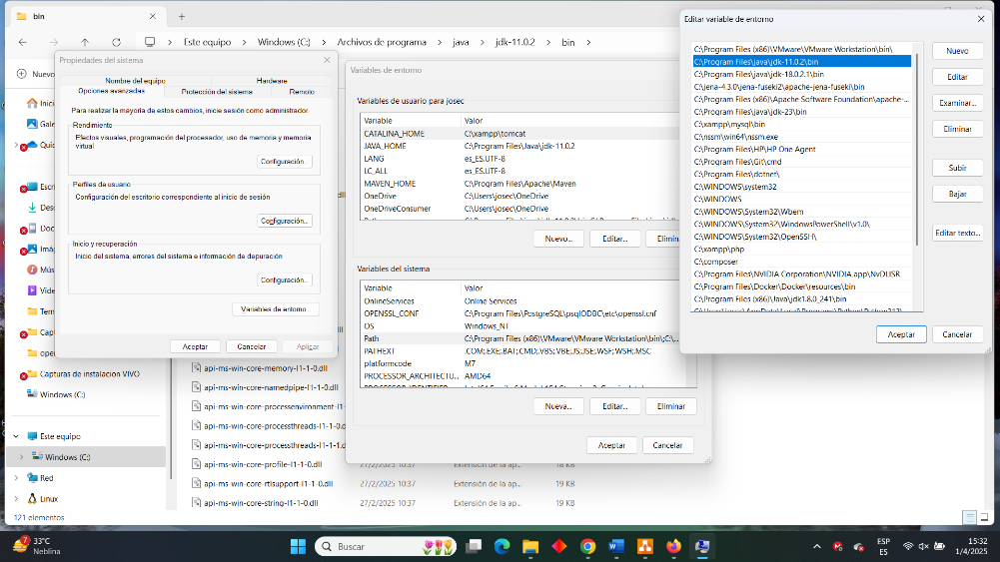 bin
Este equipo
Windows (C:)
Archivos de programa
java
jdk-11.0.2
bin
Nuevo
Inici
Gale
Quic
Escri
Desc
Doc
Imáq
Mús
Víde
Tem
Cap
ope
Capturas de instalacion VIVO
Windows (C:)
Este equipo
Windows (C:)
Red
Linux
121 elementos
Propiedades del sistema
Nombre del equipo
Hardware
Opciones avanzadas
Protección del sistema
Remoto
Para realizar la mayoría de estos cambios, inicie sesión como administrador.
Rendimiento
Efectos visuales, programación del procesador, uso de memoria y memoria
virtual
Configuración...
Perfiles de usuario
Configuración del escritorio correspondiente al inicio de sesión
Configuración...
Inicio y recuperación
Inicio del sistema, errores del sistema e información de depuración
Configuración...
Variables de entorno
Aceptar
Cancelar
Aplicar
api-ms-win-core-memory-l1-1-0.dll
api-ms-win-core-namedpipe-l1-1-0.dll
api-ms-win-core-processenvironment-l1-
api-ms-win-core-processthreads-l1-1-0.d
api-ms-win-core-processthreads-l1-1-1.d
api-ms-win-core-profile-l1-1-0.dll
27/2/2025 10:37
Extensión de la ap...
18 KB
api-ms-win-core-rtlsupport-l1-1-0.dll
27/2/2025 10:37
Extensión de la ap...
19 KB
api-ms-win-core-string-l1-1-0.dll
27/2/2025 10:37
Extensión de la ap...
19 KB
Variables de entorno
Variables de usuario para josec
Variable
Valor
CATALINA_HOME
C:\xampp\tomcat
JAVA_HOME
C:\Program Files\Java\jdk-11.0.2
LANG
es_ES.UTF-8
LC_ALL
es_ES.UTF-8
MAVEN_HOME
C:\Program Files\Apache\Maven
OneDrive
C:\Users\josec\OneDrive
OneDriveConsumer
C:\Users\josec\OneDrive
Nueva...
Editar...
Elimin
Variables del sistema
Variable
Valor
OnlineServices
Online Services
OPENSSL_CONF
C:\Program Files\PostgreSQL\psqlODBC\etc\openssl.cnf
OS
Windows_NT
Path
C:\Program Files (x86)\VMware\VMware Workstation\bin\;C:\...
PATHEXT
.COM;.EXE;.BAT;.CMD;.VBS;.VBE;.JS;.JSE;.WSF;.WSH;.MSC
platformcode
M7
PROCESSOR_ARCHITECTU...
AMD64
Nueva...
Editar...
Eliminar
Aceptar
Cancelar
Editar variable de entorno
C:\Program Files (x86)\VMware\VMware Workstation\bin\
C:\Program Files\java\jdk-11.0.2\bin
C:\Program Files\java\jdk-18.0.2.1\bin
C:\jena-4.3.0\jena-fuseki2\apache-jena-fuseki\bin
C:\Program Files (x86)\Apache Software Foundation\apache-...
C:\Program Files\java\jdk-23\bin
C:\xampp\mysql\bin
C:\nssm\win64\nssm.exe
C:\Program Files\HP\HP One Agent
C:\Program Files\Git\cmd
C:\Program Files\dotnet\
C:\WINDOWS\system32
C:\WINDOWS
C:\WINDOWS\System32\Wbem
C:\WINDOWS\System32\WindowsPowerShell\v1.0\
C:\WINDOWS\System32\OpenSSH\
C:\xampp\php
C:\composer
C:\Program Files\NVIDIA Corporation\NVIDIA app\NvDLISR
C:\Program Files\Docker\Docker\resources\bin
C:\Program Files (x86)\Java\jdk1.8.0_241\bin
Nuevo
Editar
Examinar...
Eliminar
Subir
Bajar
Editar texto...
Aceptar
Cancelar
7
33°C
Neblina
Buscar
ESP
ES
15:32
1/4/2025